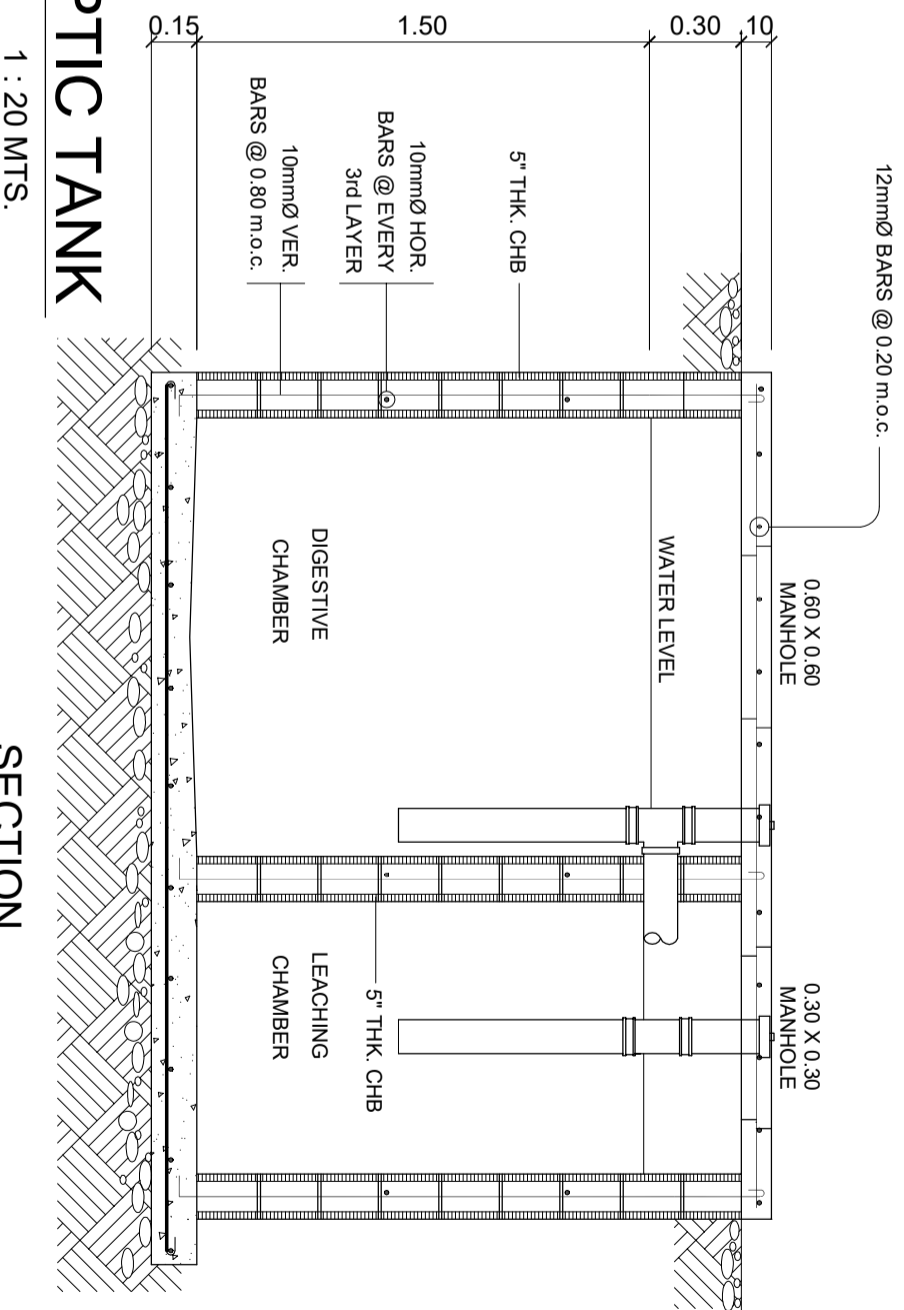 12mmØ BARS @ 0.20 m.o.c.
0.60 X 0.60
MANHOLE
0.30 X 0.30
MANHOLE
.10
0.30
1.50
0.15
WATER LEVEL
5" THK. CHB
10mmØ HOR.
BARS @ EVERY
3rd LAYER
10mmØ VER.
BARS @ 0.80 m.o.c.
DIGESTIVE
CHAMBER
5" THK. CHB
LEACHING
CHAMBER
PTIC TANK
1 : 20 MTS.
SECTION